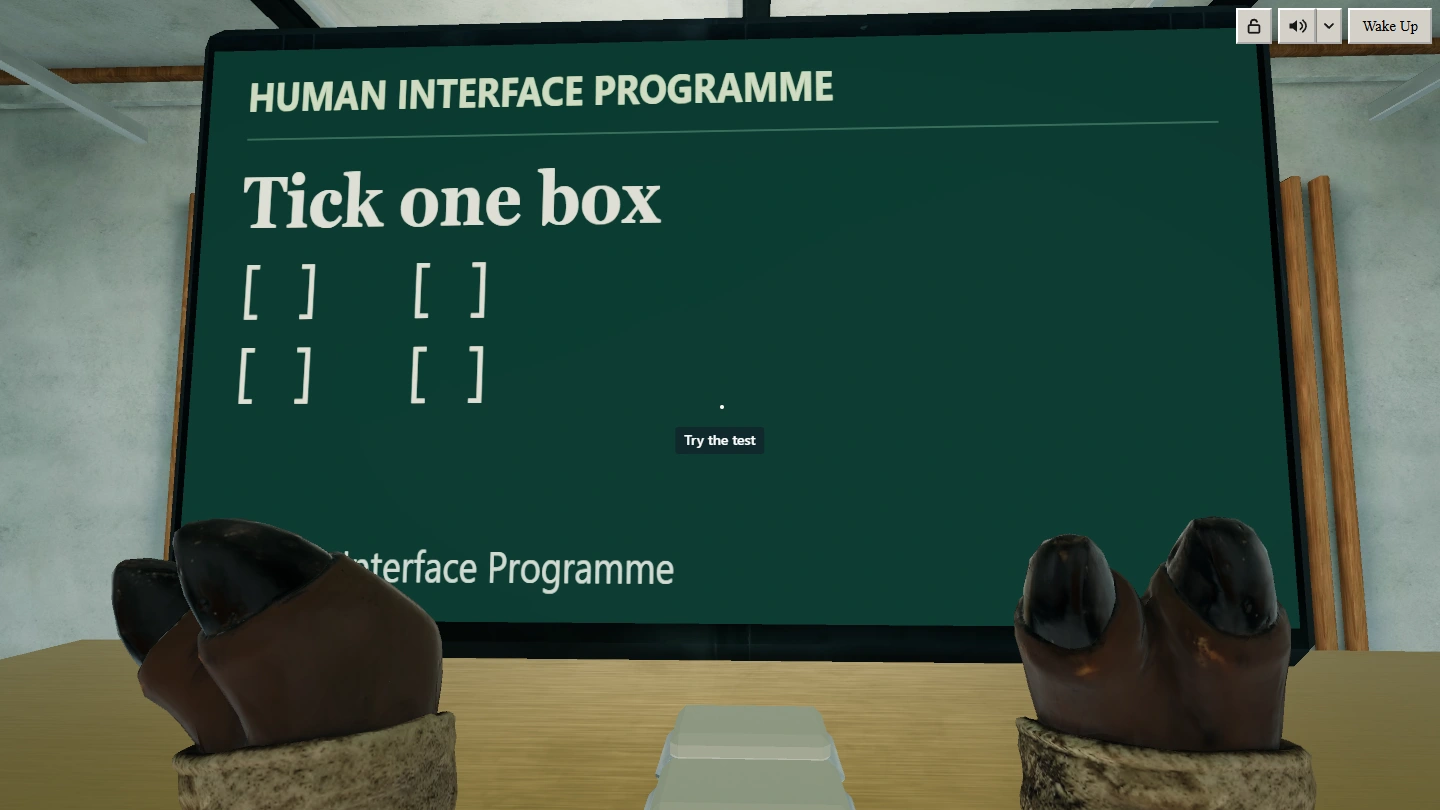 Wake Up
HUMAN INTERFACE PROGRAMME
Tick one box
[ ] [ ]
[ ] [ ]
Try the test
Interface Programme